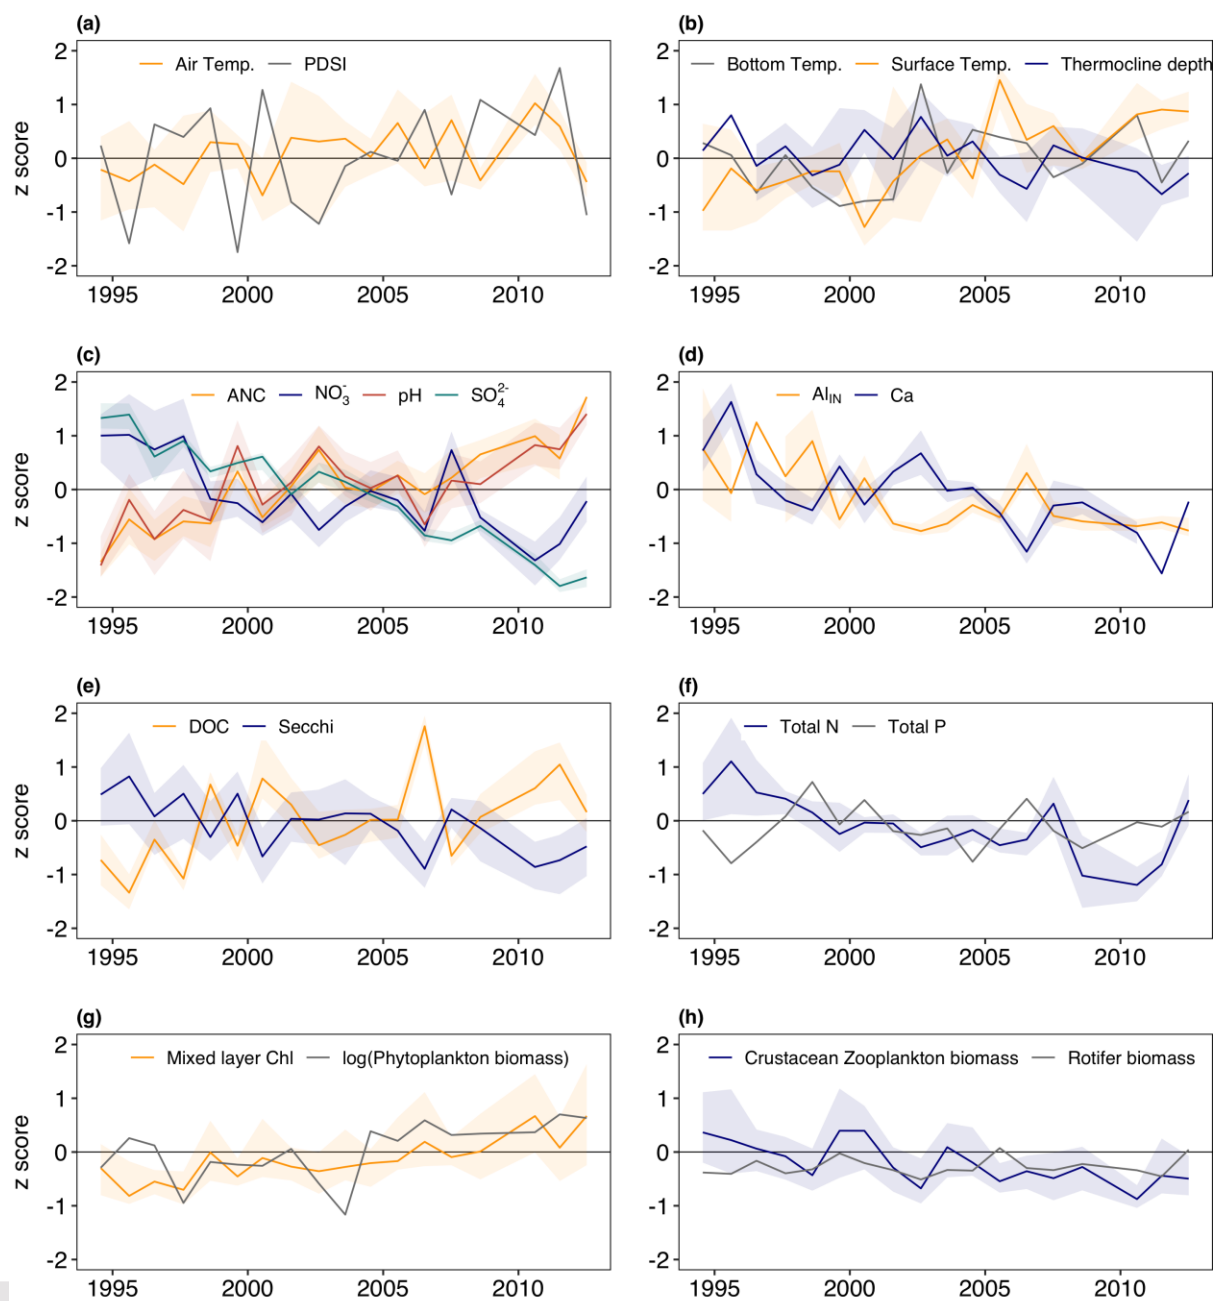 (a)
Air Temp. PDSI
2
1
0
-1
-2
z score
1995 2000 2005 2010
(b)
Bottom Temp. Surface Temp. Thermocline depth
2
1
0
-1
-2
1995 2000 2005 2010
(c)
ANC NO₃⁻ pH SO₄²⁻
2
1
0
-1
-2
z score
1995 2000 2005 2010
(d)
Al_IN Ca
2
1
0
-1
-2
1995 2000 2005 2010
(e)
DOC Secchi
2
1
0
-1
-2
z score
1995 2000 2005 2010
(f)
Total N Total P
2
1
0
-1
-2
1995 2000 2005 2010
(g)
Mixed layer Chl log(Phytoplankton biomass)
2
1
0
-1
-2
z score
1995 2000 2005 2010
(h)
Crustacean Zooplankton biomass Rotifer biomass
2
1
0
-1
-2
1995 2000 2005 2010